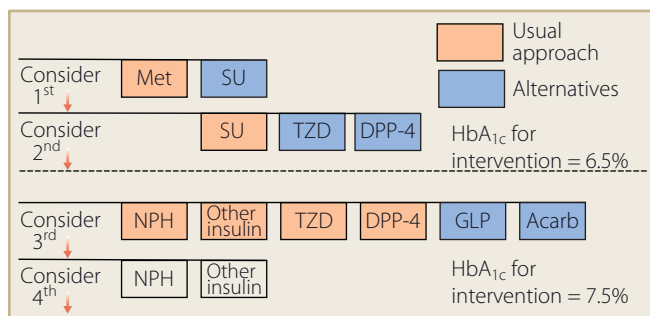 Usual
approach
Alternatives
Consider
1st
Met
SU
Consider
2nd
SU
TZD
DPP-4
HbA1c for
intervention = 6.5%
Consider
3rd
NPH
Other
insulin
TZD
DPP-4
GLP
Acarb
Consider
4th
NPH
Other
insulin
HbA1c for
intervention = 7.5%